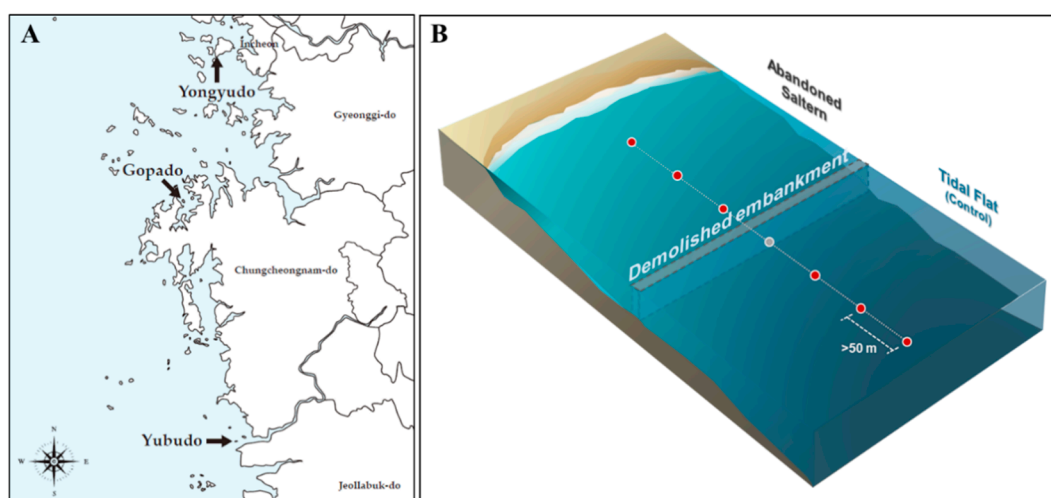 A
Incheon
Yongyudo
Gyeonggi-do
Gopado
Chungcheongnam-do
Yubudo
Jeollabuk-do
N
W
E
S
B
Abandoned
Saltern
Demolished embankment
Tidal Flat
(Control)
>50 m